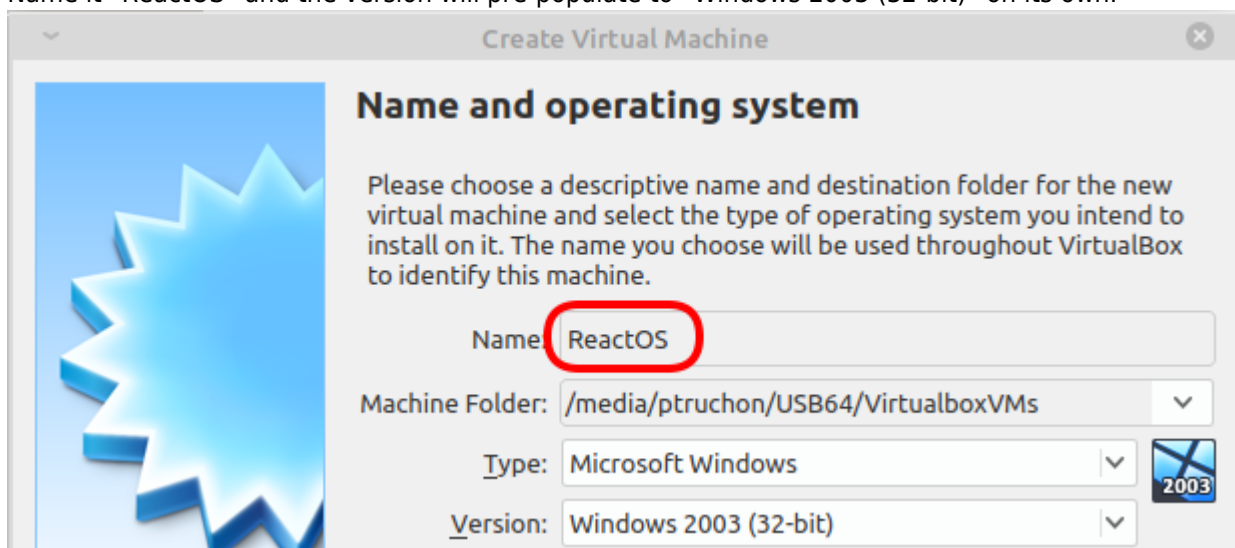 Name it "ReactOS" and the version will pre-populate to "Windows 2003 (32-bit)" on its own.
Create Virtual Machine
Name and operating system
Please choose a descriptive name and destination folder for the new
virtual machine and select the type of operating system you intend to
install on it. The name you choose will be used throughout VirtualBox
to identify this machine.
Name: ReactOS
Machine Folder: /media/ptruchon/USB64/VirtualboxVMs
Type: Microsoft Windows
2003
Version: Windows 2003 (32-bit)